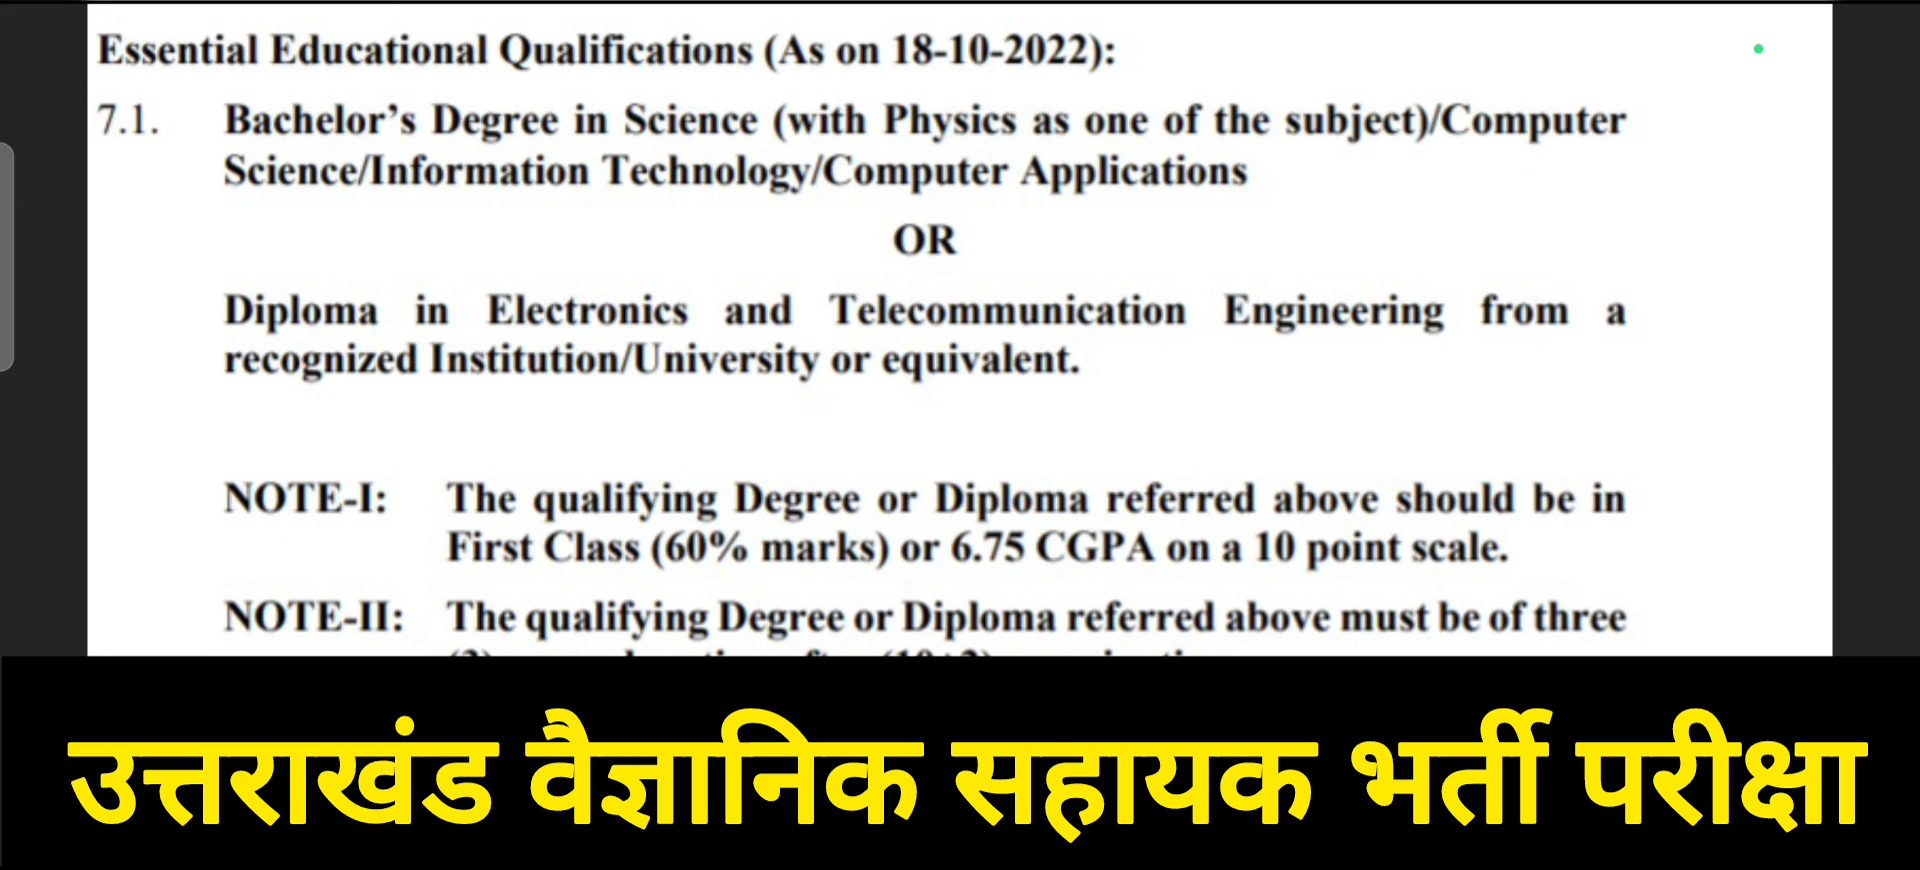 Essential Educational Qualifications (As on 18-10-2022):
7.1. Bachelor’s Degree in Science (with Physics as one of the subject)/Computer
Science/Information Technology/Computer Applications
OR
Diploma in Electronics and Telecommunication Engineering from a
recognized Institution/University or equivalent.
NOTE-I: The qualifying Degree or Diploma referred above should be in
First Class (60% marks) or 6.75 CGPA on a 10 point scale.
NOTE-II: The qualifying Degree or Diploma referred above must be of three
उत्तराखंड वैज्ञानिक सहायक भर्ती परीक्षा